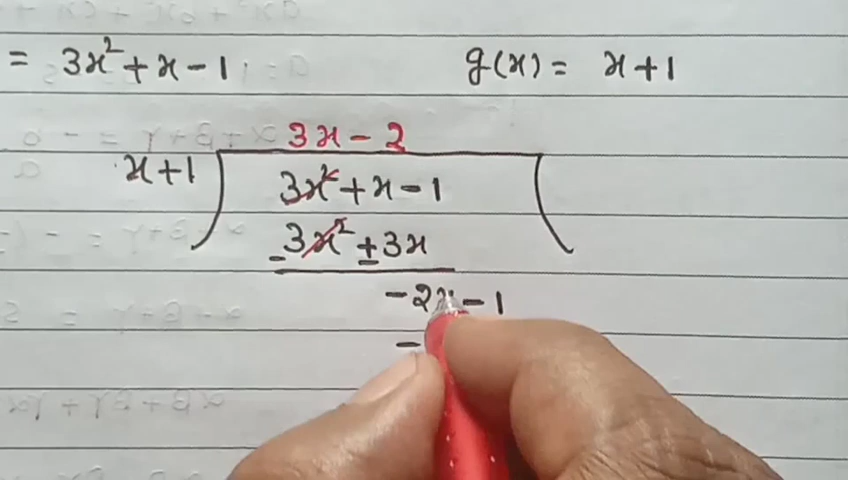 = 3x² + x - 1 g(x) = x + 1
3x - 2
x + 1 3x² + x - 1
- 3x² ± 3x
- 2x - 1
-